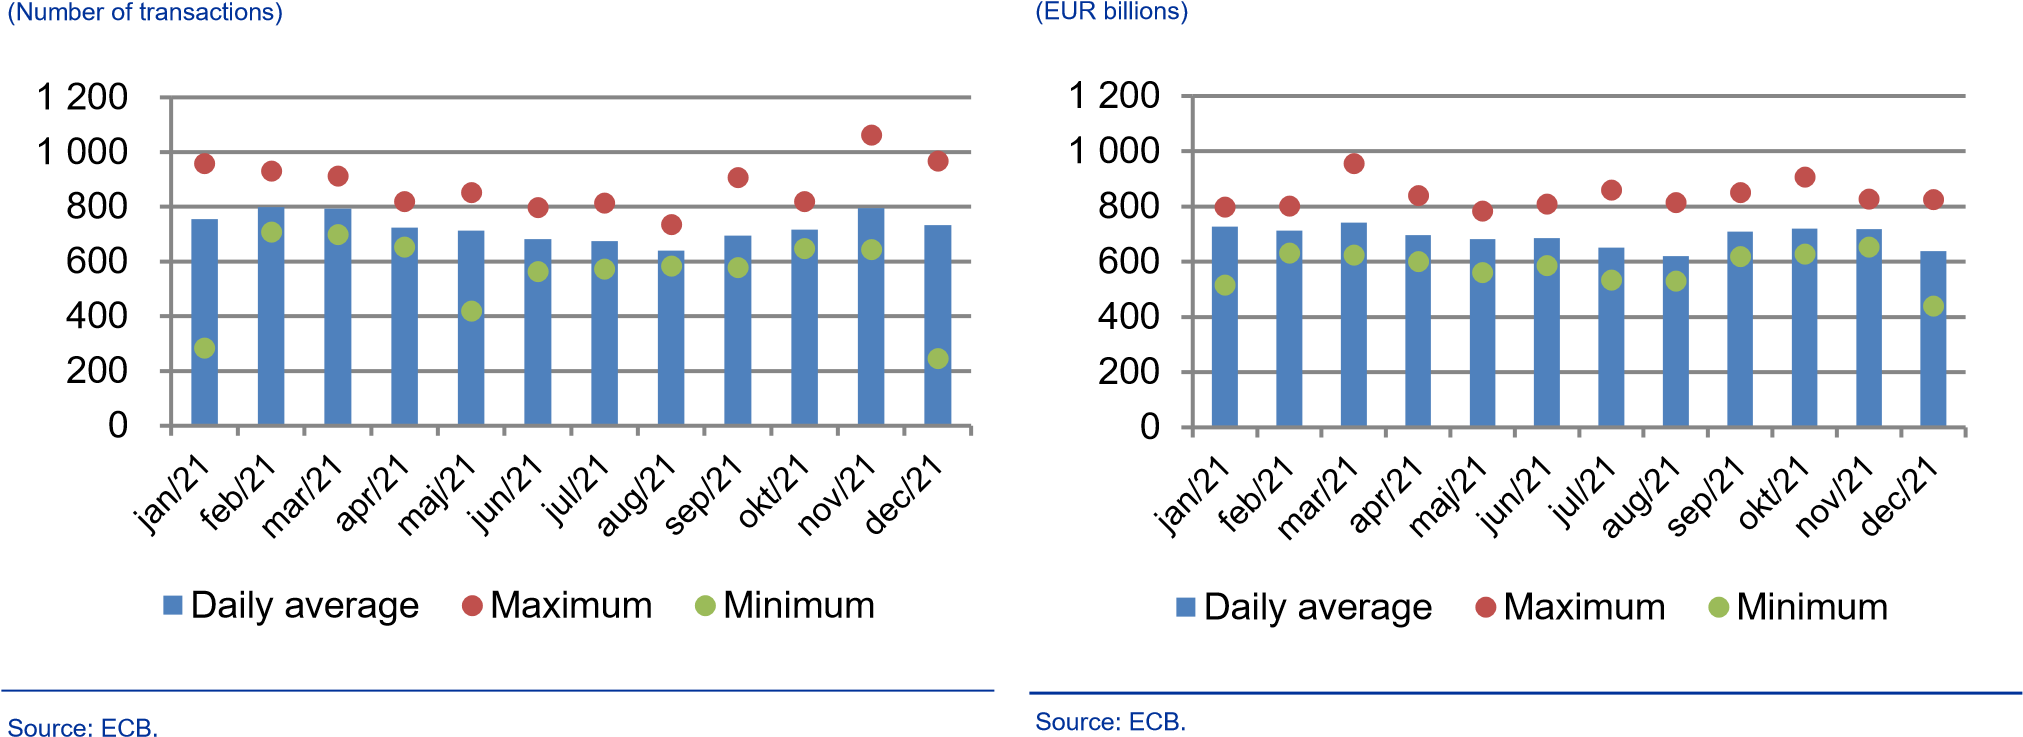 (Number of transactions)
1 200
1 000
800
600
400
200
0
jan/21
feb/21
mar/21
apr/21
maj/21
jun/21
jul/21
aug/21
sep/21
okt/21
nov/21
dec/21
Daily average
Maximum
Minimum
Source: ECB.
(EUR billions)
1 200
1 000
800
600
400
200
0
jan/21
feb/21
mar/21
apr/21
maj/21
jun/21
jul/21
aug/21
sep/21
okt/21
nov/21
dec/21
Daily average
Maximum
Minimum
Source: ECB.